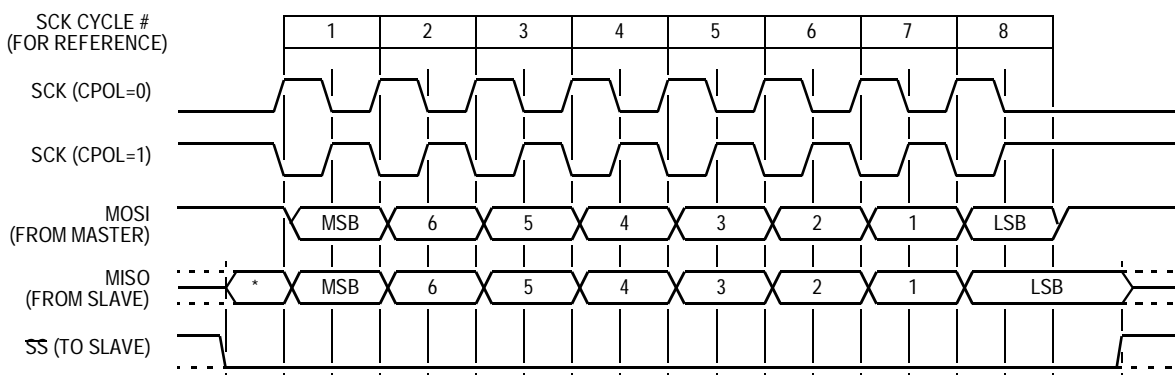 SCK CYCLE #
(FOR REFERENCE)
1 2 3 4 5 6 7 8
SCK (CPOL=0)
SCK (CPOL=1)
MOSI
(FROM MASTER)
MSB 6 5 4 3 2 1 LSB
MISO
(FROM SLAVE)
* MSB 6 5 4 3 2 1 LSB
SS (TO SLAVE)